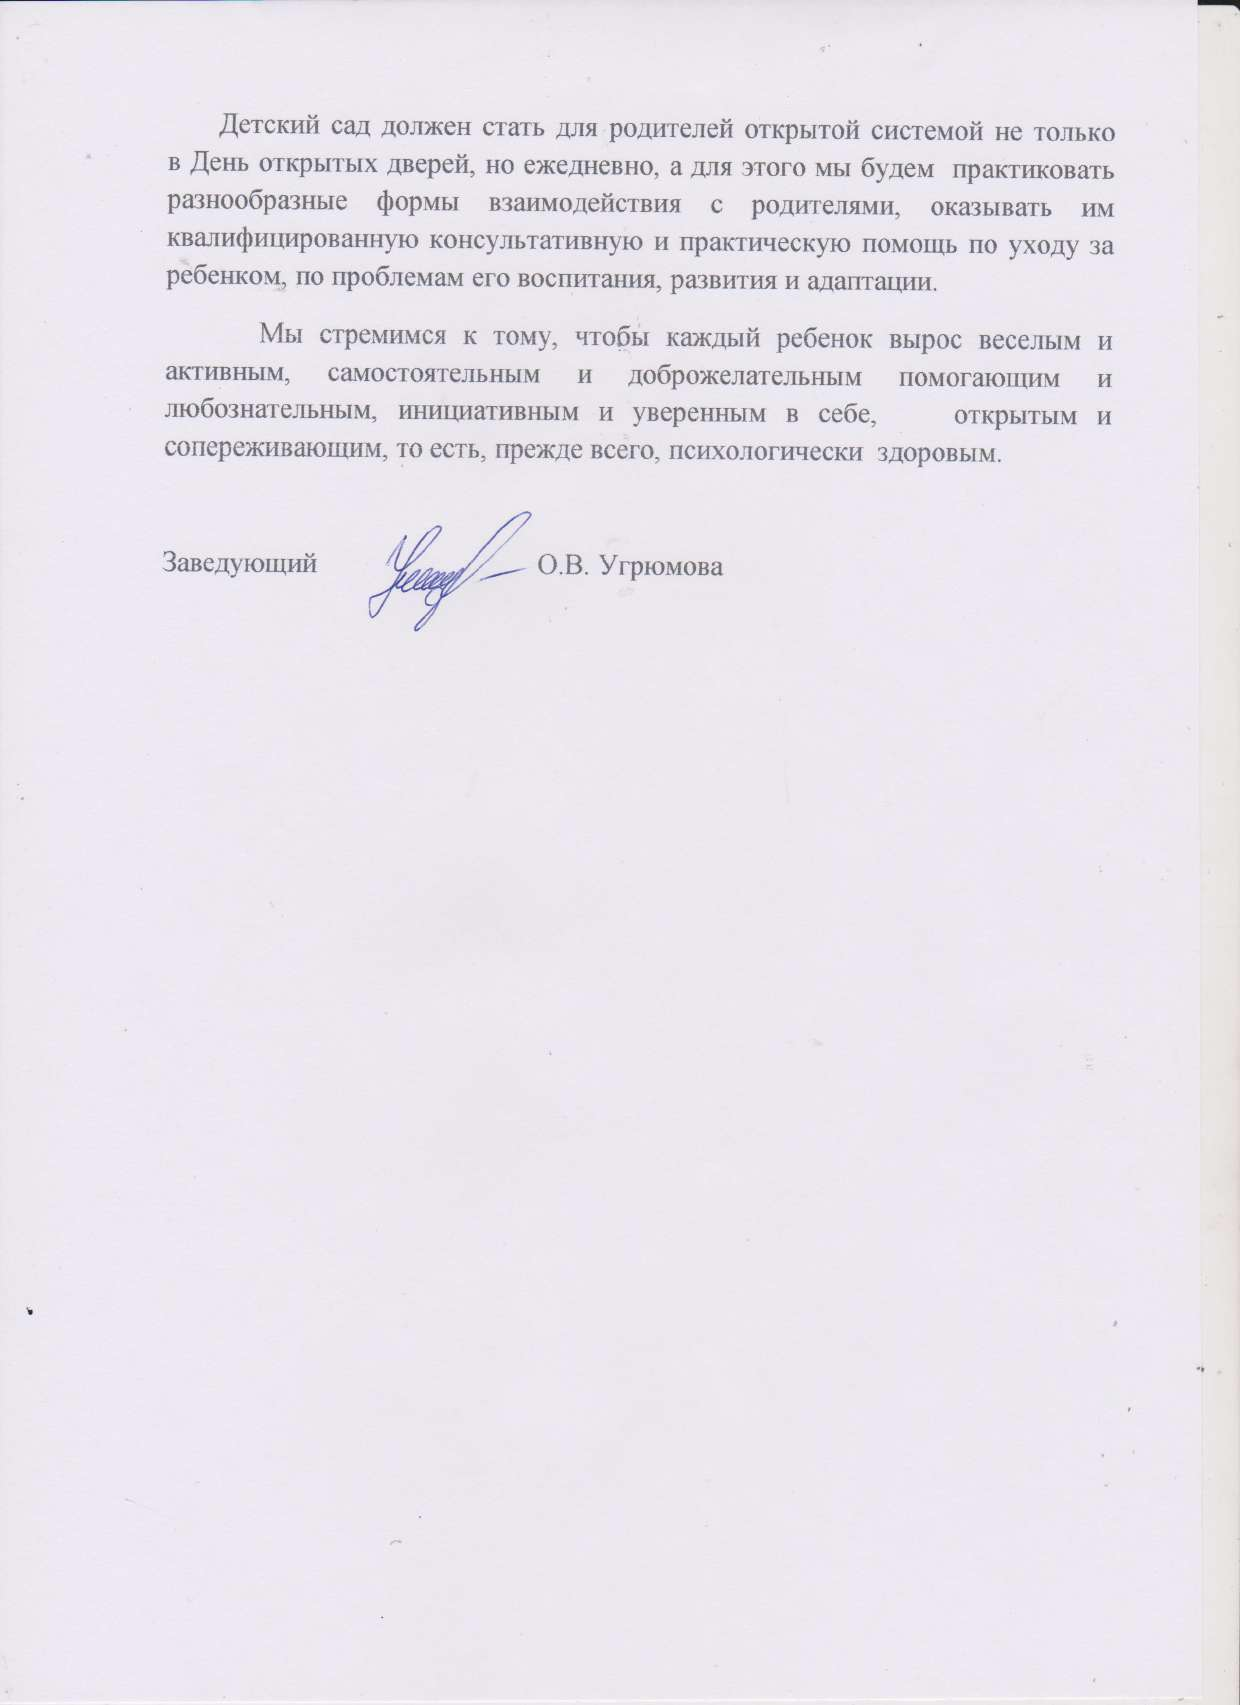 Детский сад должен стать для родителей открытой системой не только
в День открытых дверей, но ежедневно, а для этого мы будем практиковать
разнообразные формы взаимодействия с родителями, оказывать им
квалифицированную консультативную и практическую помощь по уходу за
ребенком, по проблемам его воспитания, развития и адаптации.
Мы стремимся к тому, чтобы каждый ребенок вырос веселым и
активным, самостоятельным и доброжелательным помогающим и
любознательным, инициативным и уверенным в себе, открытым и
сопереживающим, то есть, прежде всего, психологически здоровым.
Заведующий О.В. Угрюмова